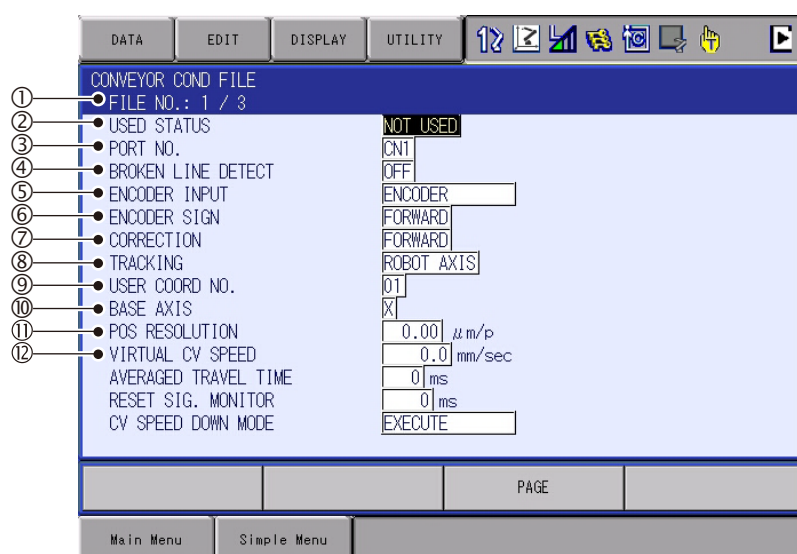 DATA EDIT DISPLAY UTILITY
CONVEYOR COND FILE
① FILE NO.: 1 / 3
② USED STATUS NOT USED
③ PORT NO. CN1
④ BROKEN LINE DETECT OFF
⑤ ENCODER INPUT ENCODER
⑥ ENCODER SIGN FORWARD
⑦ CORRECTION FORWARD
⑧ TRACKING ROBOT AXIS
⑨ USER COORD NO. 01
⑩ BASE AXIS X
⑪ POS RESOLUTION 0.00 μm/p
⑫ VIRTUAL CV SPEED 0.0 mm/sec
AVERAGED TRAVEL TIME 0 ms
RESET SIG. MONITOR 0 ms
CV SPEED DOWN MODE EXECUTE
PAGE
Main Menu Simple Menu